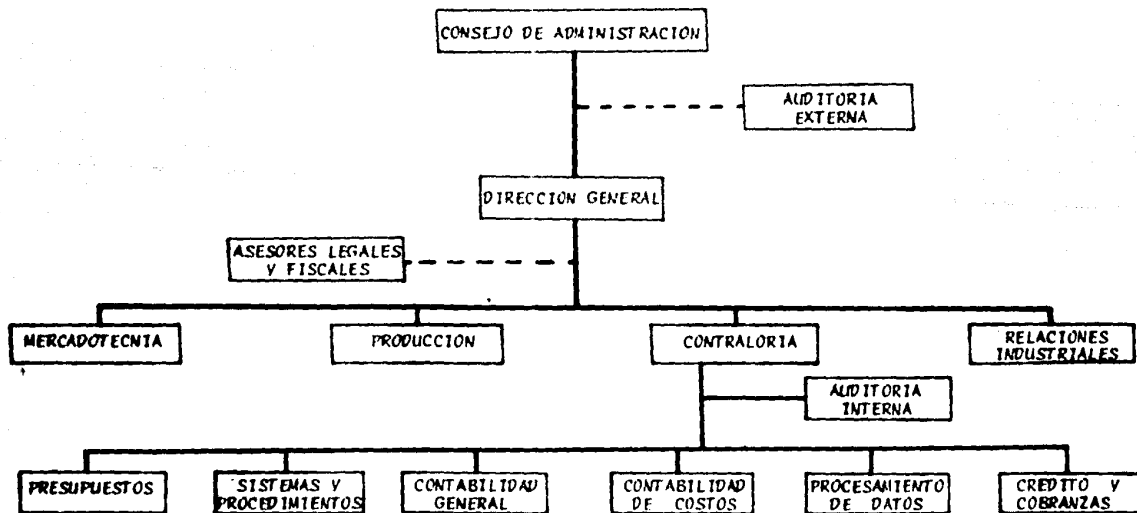 CONSEJO DE ADMINISTRACION
AUDITORIA
EXTERNA
DIRECCION GENERAL
ASESORES LEGALES
Y FISCALES
MERCADOTECNIA
PRODUCCION
CONTRALORIA
RELACIONES
INDUSTRIALES
AUDITORIA
INTERNA
PRESUPUESTOS
SISTEMAS Y
PROCEDIMIENTOS
CONTABILIDAD
GENERAL
CONTABILIDAD
DE COSTOS
PROCESAMIENTO
DE DATOS
CREDITO Y
COBRANZAS